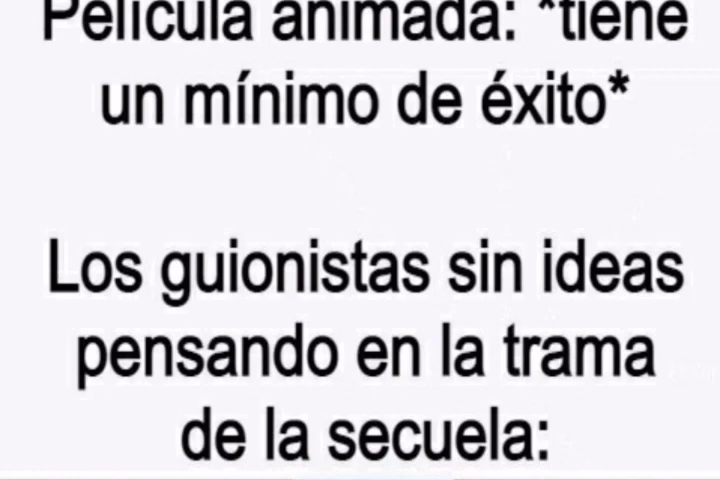 Película animada: *tiene
un mínimo de éxito*
Los guionistas sin ideas
pensando en la trama
de la secuela: